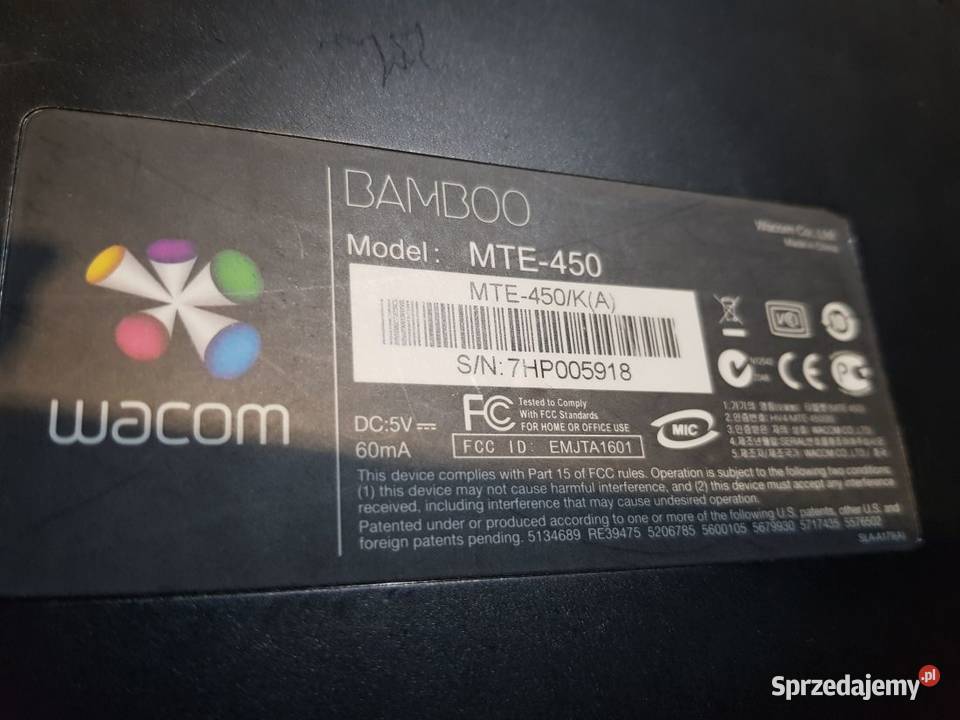 BAMBOO
Wacom Co., Ltd.
Made in China
Model: MTE-450
MTE-450/K(A)
S/N: 7HP005918
wacom
DC:5V
60mA
FC Tested to Comply
With FCC Standards
FOR HOME OR OFFICE USE
FCC ID: EMJTA1601
MIC
CE
This device complies with Part 15 of FCC rules. Operation is subject to the following two conditions:
(1) this device may not cause harmful interference, and (2) this device must accept any interference
received, including interference that may cause undesired operation.
Patented under or produced according to one or more of the following U.S. patents, other U.S. and
foreign patents pending. 5134689 RE39475 5206785 5600105 5679930 5717435 5576502
Sprzedajemy.pl